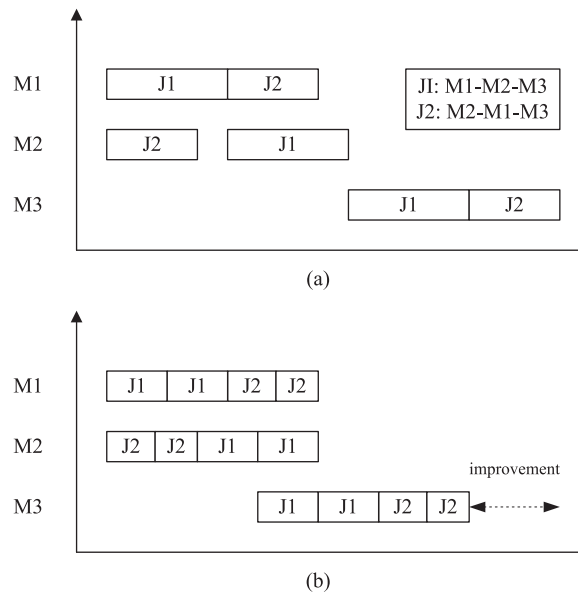 M1 J1 J2
JI: M1-M2-M3
J2: M2-M1-M3
M2 J2 J1
M3 J1 J2
(a)
M1 J1 J1 J2 J2
M2 J2 J2 J1 J1
improvement
M3 J1 J1 J2 J2
(b)